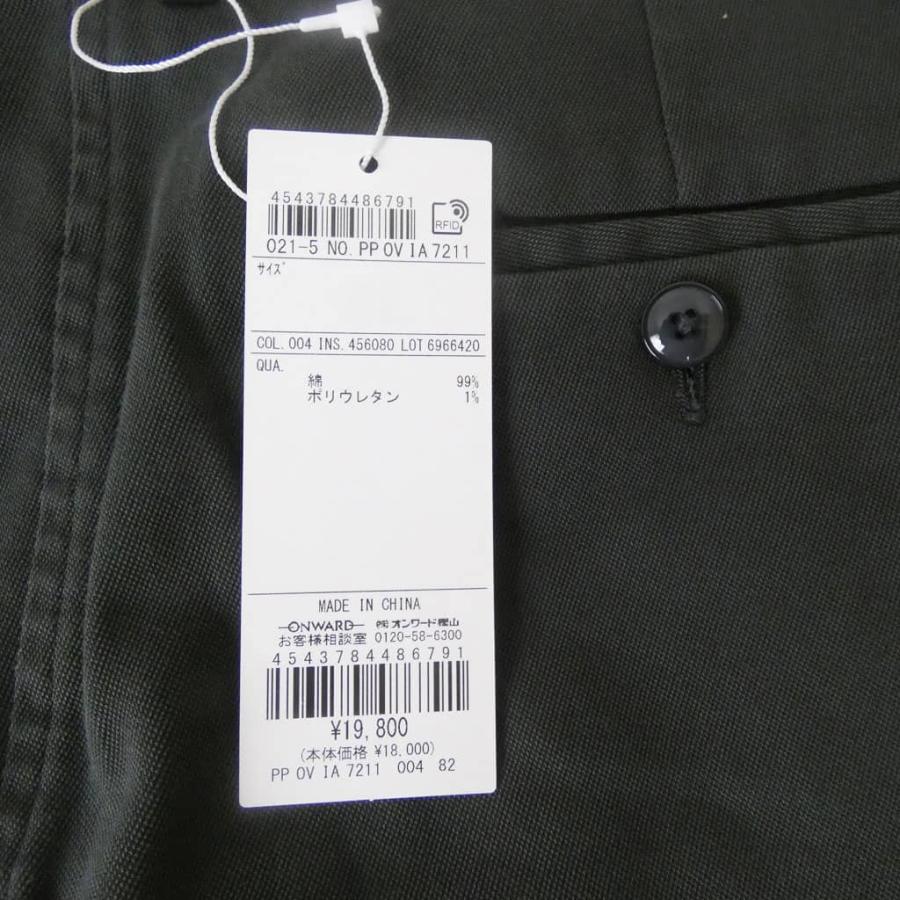 4543784486791
RFID
021-5 NO. PP OV IA 7211
ｻｲｽﾞ
COL. 004 INS. 456080 LOT 6966420
QUA.
綿 99%
ポリウレタン 1%
MADE IN CHINA
ONWARD ㈱オンワード樫山
お客様相談室 0120-58-6300
4543784486791
¥19,800
(本体価格 ¥18,000)
PP OV IA 7211 004 82